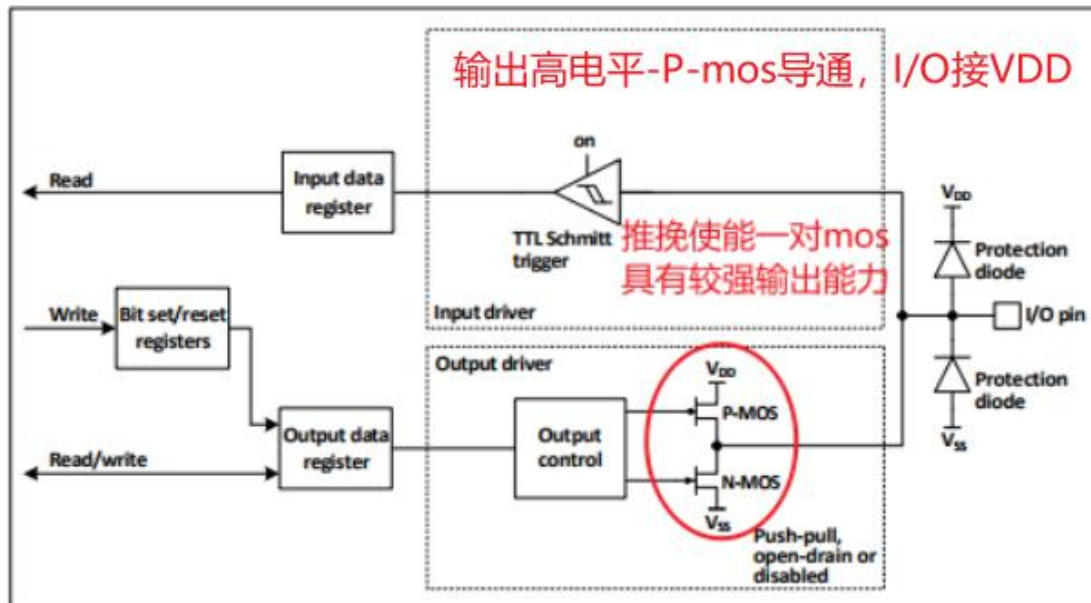 输出高电平-P-mos导通，I/O接VDD
on
Read
Input data
register
TTL Schmitt
trigger
推挽使能一对mos
具有较强输出能力
VDD
Protection
diode
Write
Bit set/reset
registers
Input driver
I/O pin
Output driver
VDD
P-MOS
Protection
diode
Output data
register
Output
control
VSS
Read/write
N-MOS
VSS
Push-pull,
open-drain or
disabled